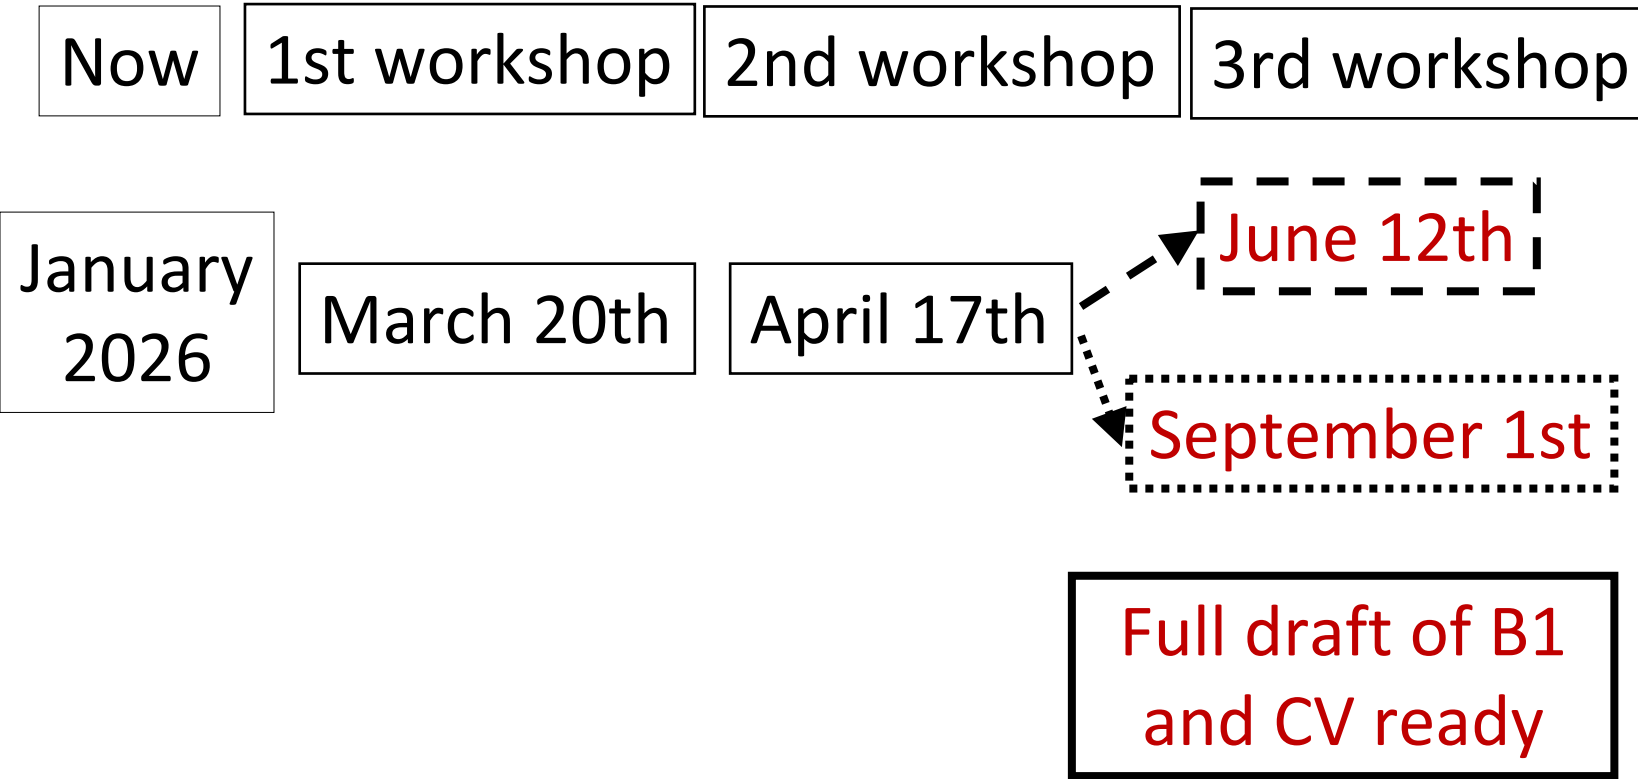 Now
1st workshop
2nd workshop
3rd workshop
January
2026
March 20th
April 17th
June 12th
September 1st
Full draft of B1
and CV ready